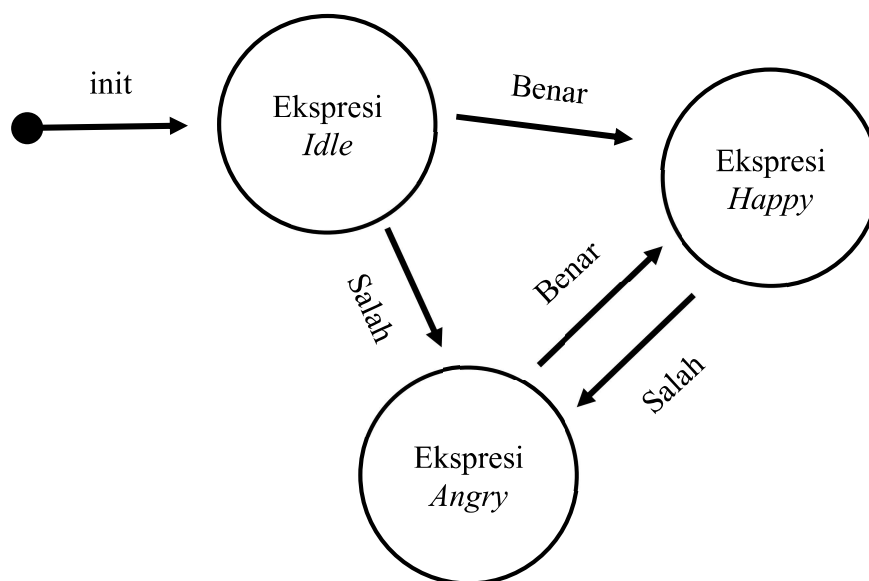 init
Ekspresi
Idle
Benar
Ekspresi
Happy
Salah
Benar
Salah
Ekspresi
Angry